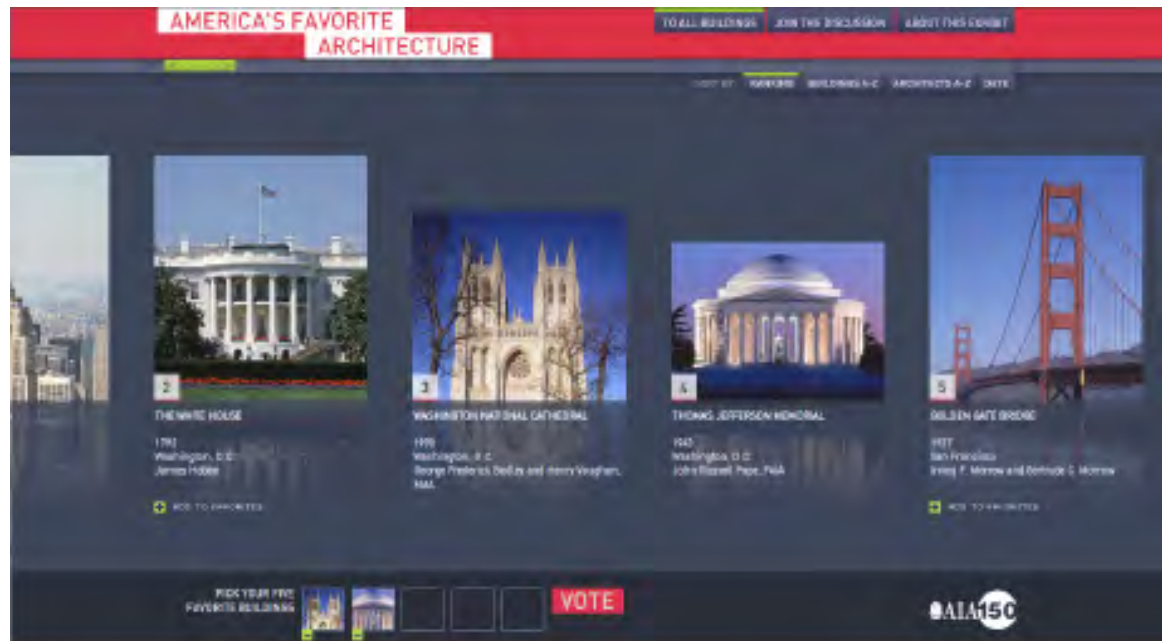 AMERICA'S FAVORITE
ARCHITECTURE
TO ALL BUILDINGS JOIN THE DISCUSSION ABOUT THIS EXHIBIT
SORT BY RANKING BUILDINGS A-Z ARCHITECTS A-Z DATE
2
THE WHITE HOUSE
1792
Washington, D.C.
James Hoban
ADD TO FAVORITES
3
WASHINGTON NATIONAL CATHEDRAL
Washington, D.C.
George Frederick Bodley and Henry Vaughan,
FAIA
4
THOMAS JEFFERSON MEMORIAL
1943
Washington, D.C.
John Russell Pope, FAIA
5
GOLDEN GATE BRIDGE
1937
San Francisco
Irving F. Morrow and Gertrude C. Morrow
ADD TO FAVORITES
PICK YOUR FIVE
FAVORITE BUILDINGS
VOTE
AIA150